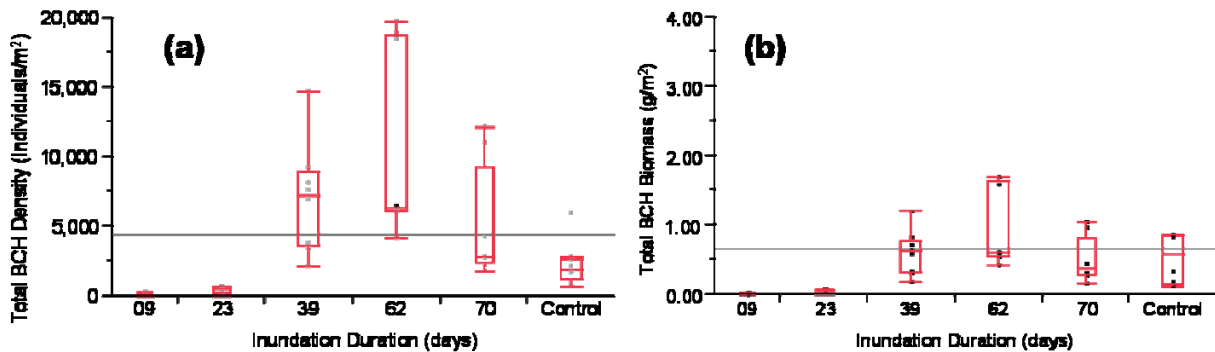 (a)
Total BCH Density (Individuals/m²)
20,000
15,000
10,000
5,000
0
09 23 39 62 70 Control
Inundation Duration (days)
(b)
Total BCH Biomass (g/m²)
4.00
3.00
2.00
1.00
0.00
09 23 39 62 70 Control
Inundation Duration (days)